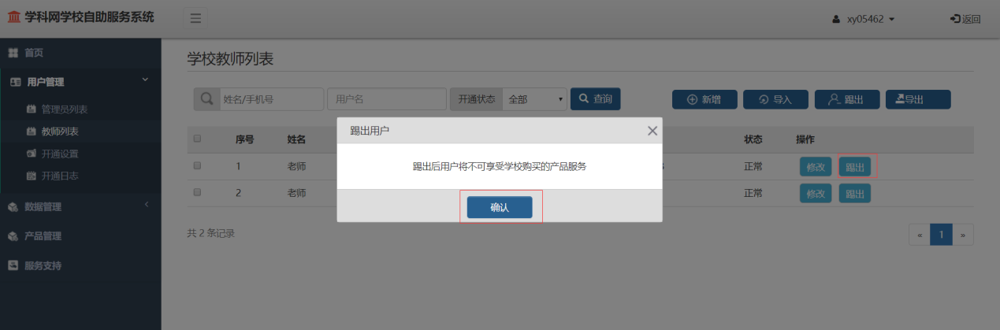 学科网学校自助服务系统
xy05462
返回
首页
用户管理
管理员列表
教师列表
开通设置
开通日志
数据管理
产品管理
服务支持
学校教师列表
姓名/手机号 用户名 开通状态 全部 查询 新增 导入 踢出 导出
序号 姓名 状态 操作
1 老师 正常 修改 踢出
2 老师 正常 修改 踢出
共 2 条记录
« 1 »
踢出用户
踢出后用户将不可享受学校购买的产品服务
确认